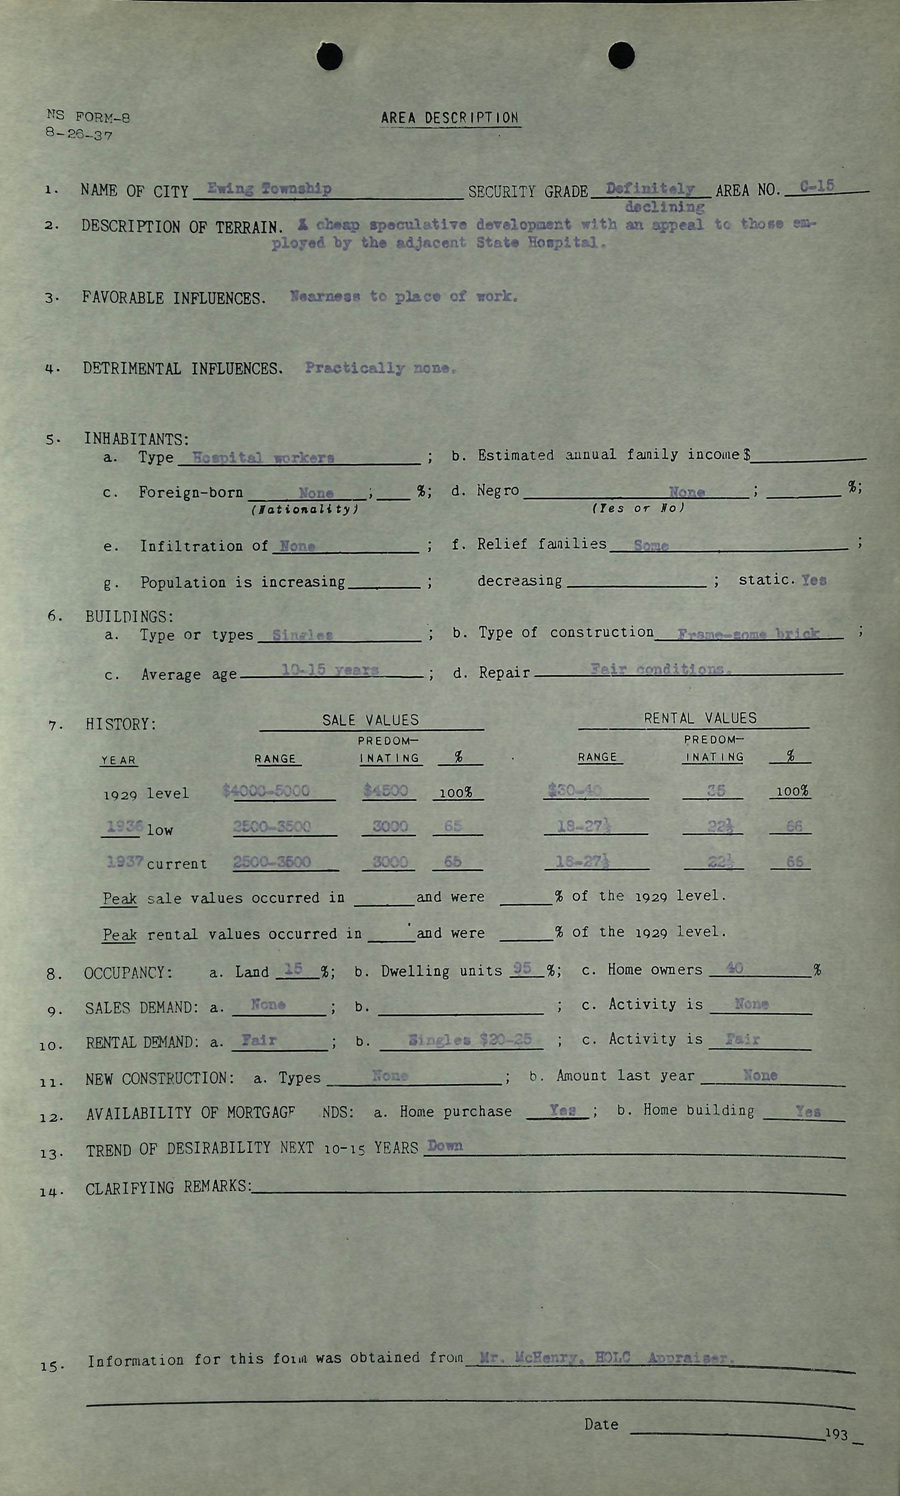 NS FORM-8
8-26-37
AREA DESCRIPTION
1. NAME OF CITY Ewing Township SECURITY GRADE Definitely AREA NO. C-15
declining
2. DESCRIPTION OF TERRAIN. A cheap speculative development with an appeal to those em-
ployed by the adjacent State Hospital.
3. FAVORABLE INFLUENCES. Nearness to place of work.
4. DETRIMENTAL INFLUENCES. Practically none.
5. INHABITANTS:
a. Type Hospital workers ; b. Estimated annual family income $
c. Foreign-born None ; %; d. Negro None ; %;
(Nationality) (Yes or No)
e. Infiltration of None ; f. Relief families Some ;
g. Population is increasing ; decreasing ; static. Yes
6. BUILDINGS:
a. Type or types Singles ; b. Type of construction Frame-some brick ;
c. Average age 10-15 years ; d. Repair Fair conditions.
7. HISTORY: SALE VALUES RENTAL VALUES
PREDOM- PREDOM-
YEAR RANGE INATING % RANGE INATING %
1929 level $4000-5000 $4500 100% $30-40 35 100%
1936 low 2500-3500 3000 65 18-27½ 22½ 66
1937 current 2500-3500 3000 65 18-27½ 22½ 66
Peak sale values occurred in and were % of the 1929 level.
Peak rental values occurred in and were % of the 1929 level.
8. OCCUPANCY: a. Land 15 %; b. Dwelling units 95 %; c. Home owners 40 %
9. SALES DEMAND: a. None ; b. ; c. Activity is None
10. RENTAL DEMAND: a. Fair ; b. Singles $20-25 ; c. Activity is Fair
11. NEW CONSTRUCTION: a. Types None ; b. Amount last year None
12. AVAILABILITY OF MORTGAGE NDS: a. Home purchase Yes ; b. Home building Yes
13. TREND OF DESIRABILITY NEXT 10-15 YEARS Down
14. CLARIFYING REMARKS:
15. Information for this form was obtained from Mr. McHenry, HOLC Appraiser.
Date 193